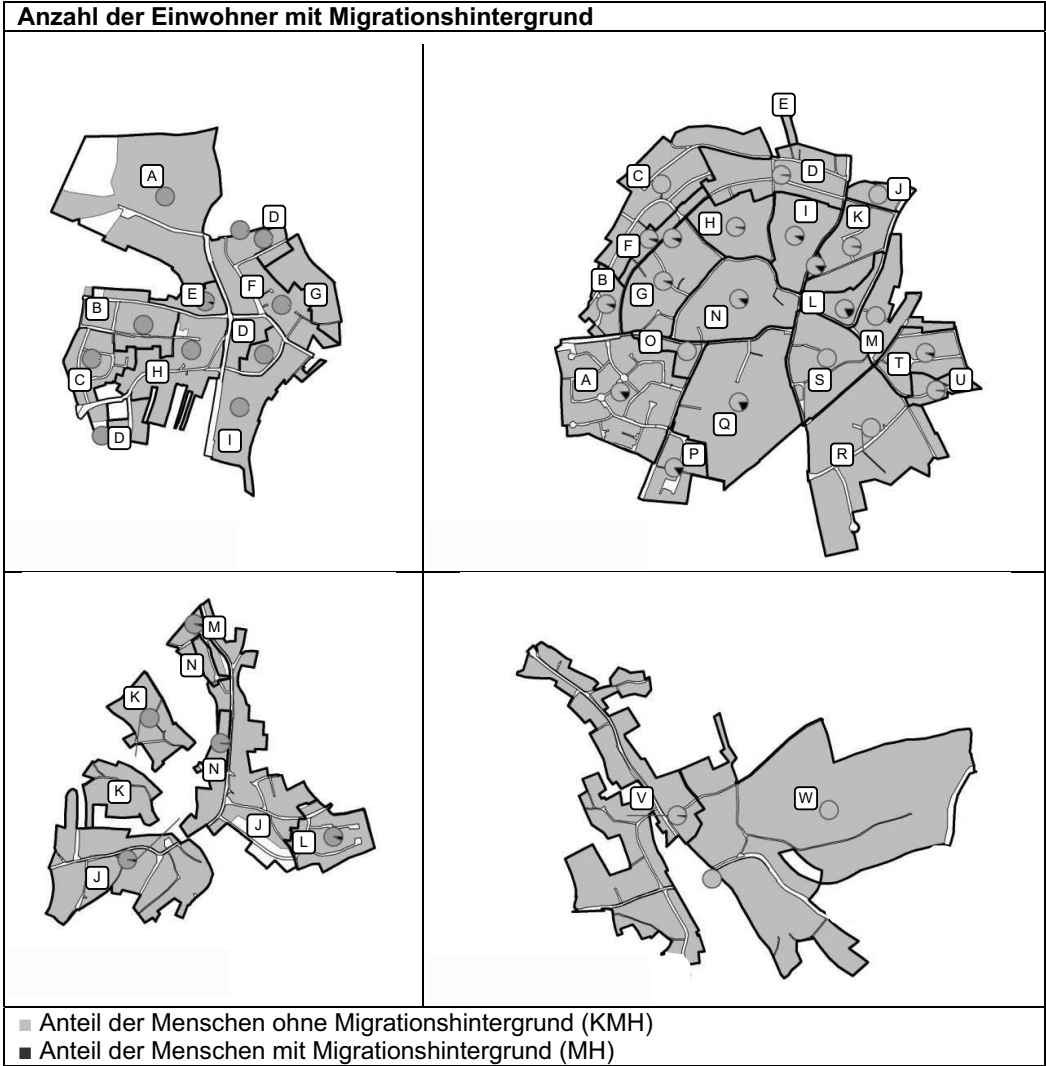 Anzahl der Einwohner mit Migrationshintergrund
A
D
E
F
G
B
D
C
H
D
I
E
C
D
J
H
I
K
F
B
G
L
N
O
M
A
T
S
U
Q
P
R
M
N
K
N
K
J
L
J
V
W
Anteil der Menschen ohne Migrationshintergrund (KMH)
Anteil der Menschen mit Migrationshintergrund (MH)